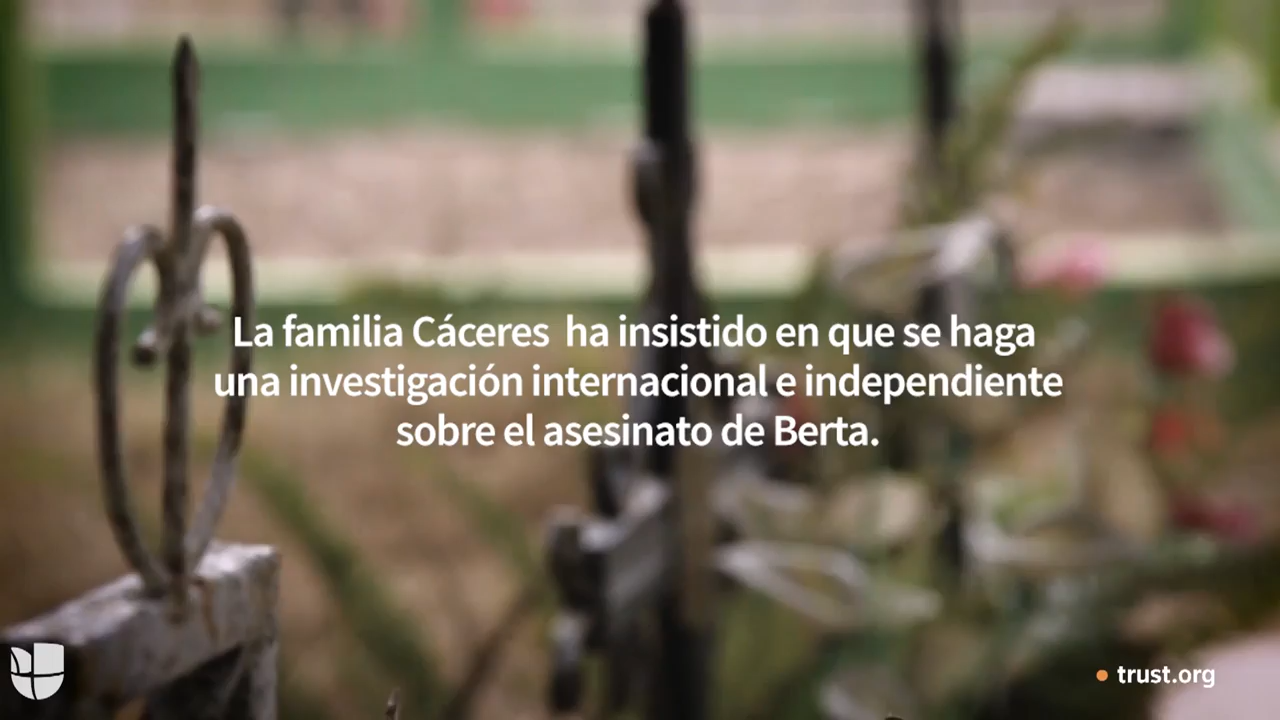 La familia Cáceres ha insistido en que se haga
una investigación internacional e independiente
sobre el asesinato de Berta.
trust.org